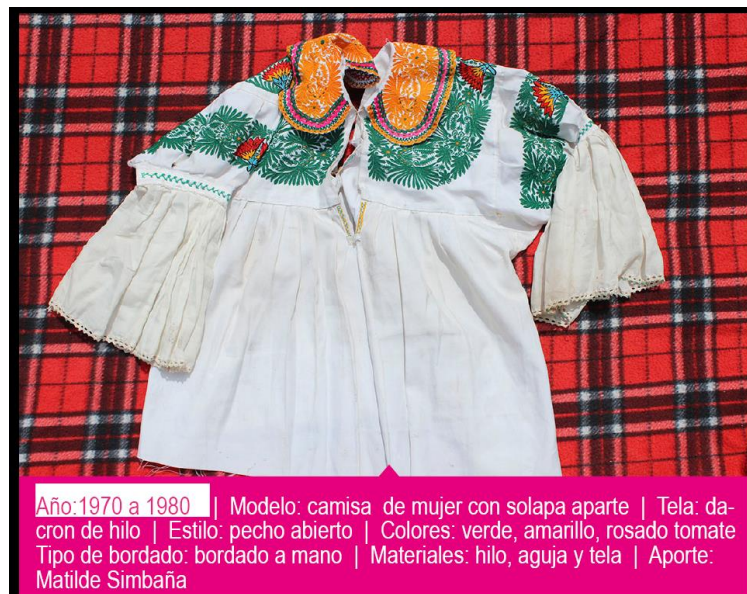 Año:1970 a 1980 | Modelo: camisa de mujer con solapa aparte | Tela: da-
cron de hilo | Estilo: pecho abierto | Colores: verde, amarillo, rosado tomate
Tipo de bordado: bordado a mano | Materiales: hilo, aguja y tela | Aporte:
Matilde Simbaña